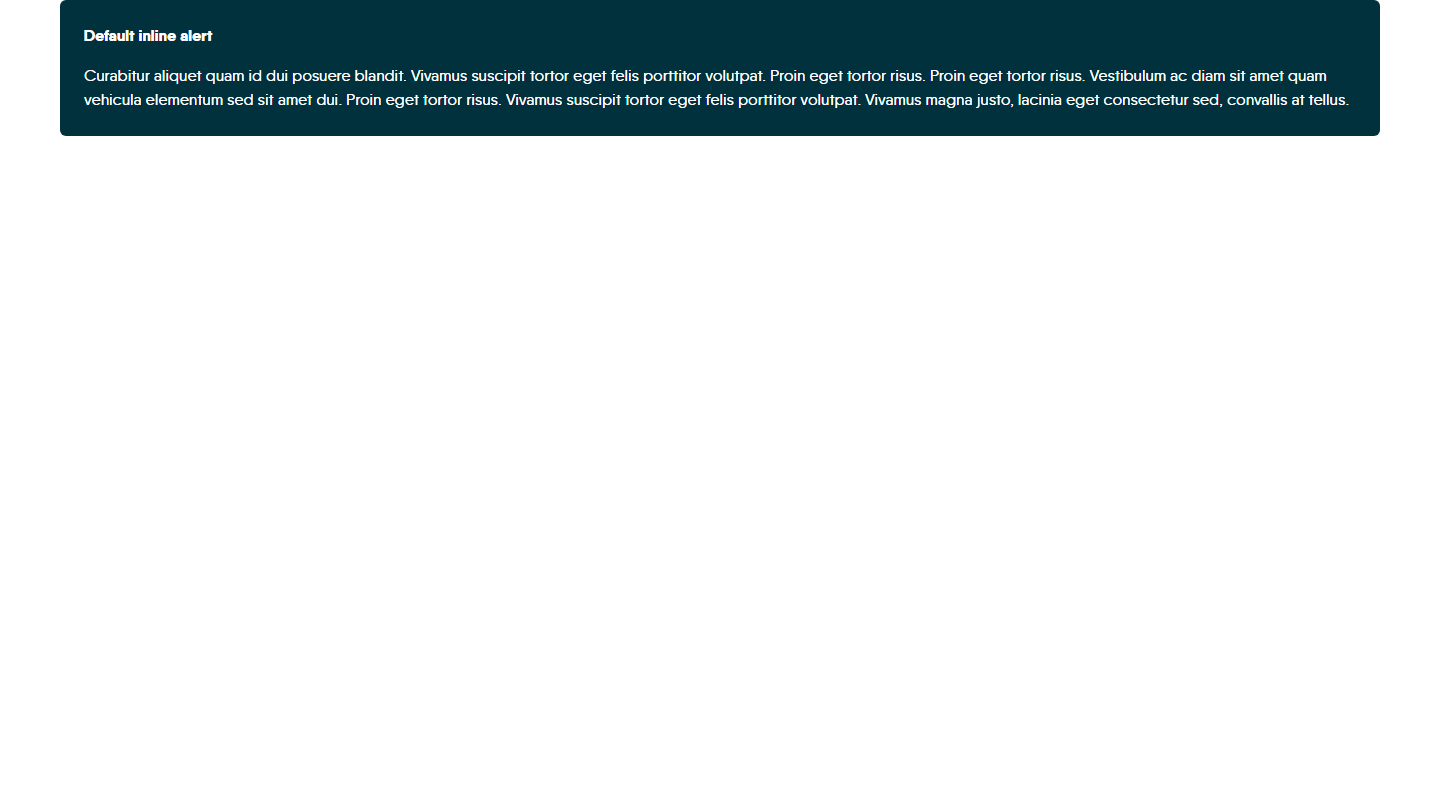 Default inline alert
Curabitur aliquet quam id dui posuere blandit. Vivamus suscipit tortor eget felis porttitor volutpat. Proin eget tortor risus. Proin eget tortor risus. Vestibulum ac diam sit amet quam
vehicula elementum sed sit amet dui. Proin eget tortor risus. Vivamus suscipit tortor eget felis porttitor volutpat. Vivamus magna justo, lacinia eget consectetur sed, convallis at tellus.